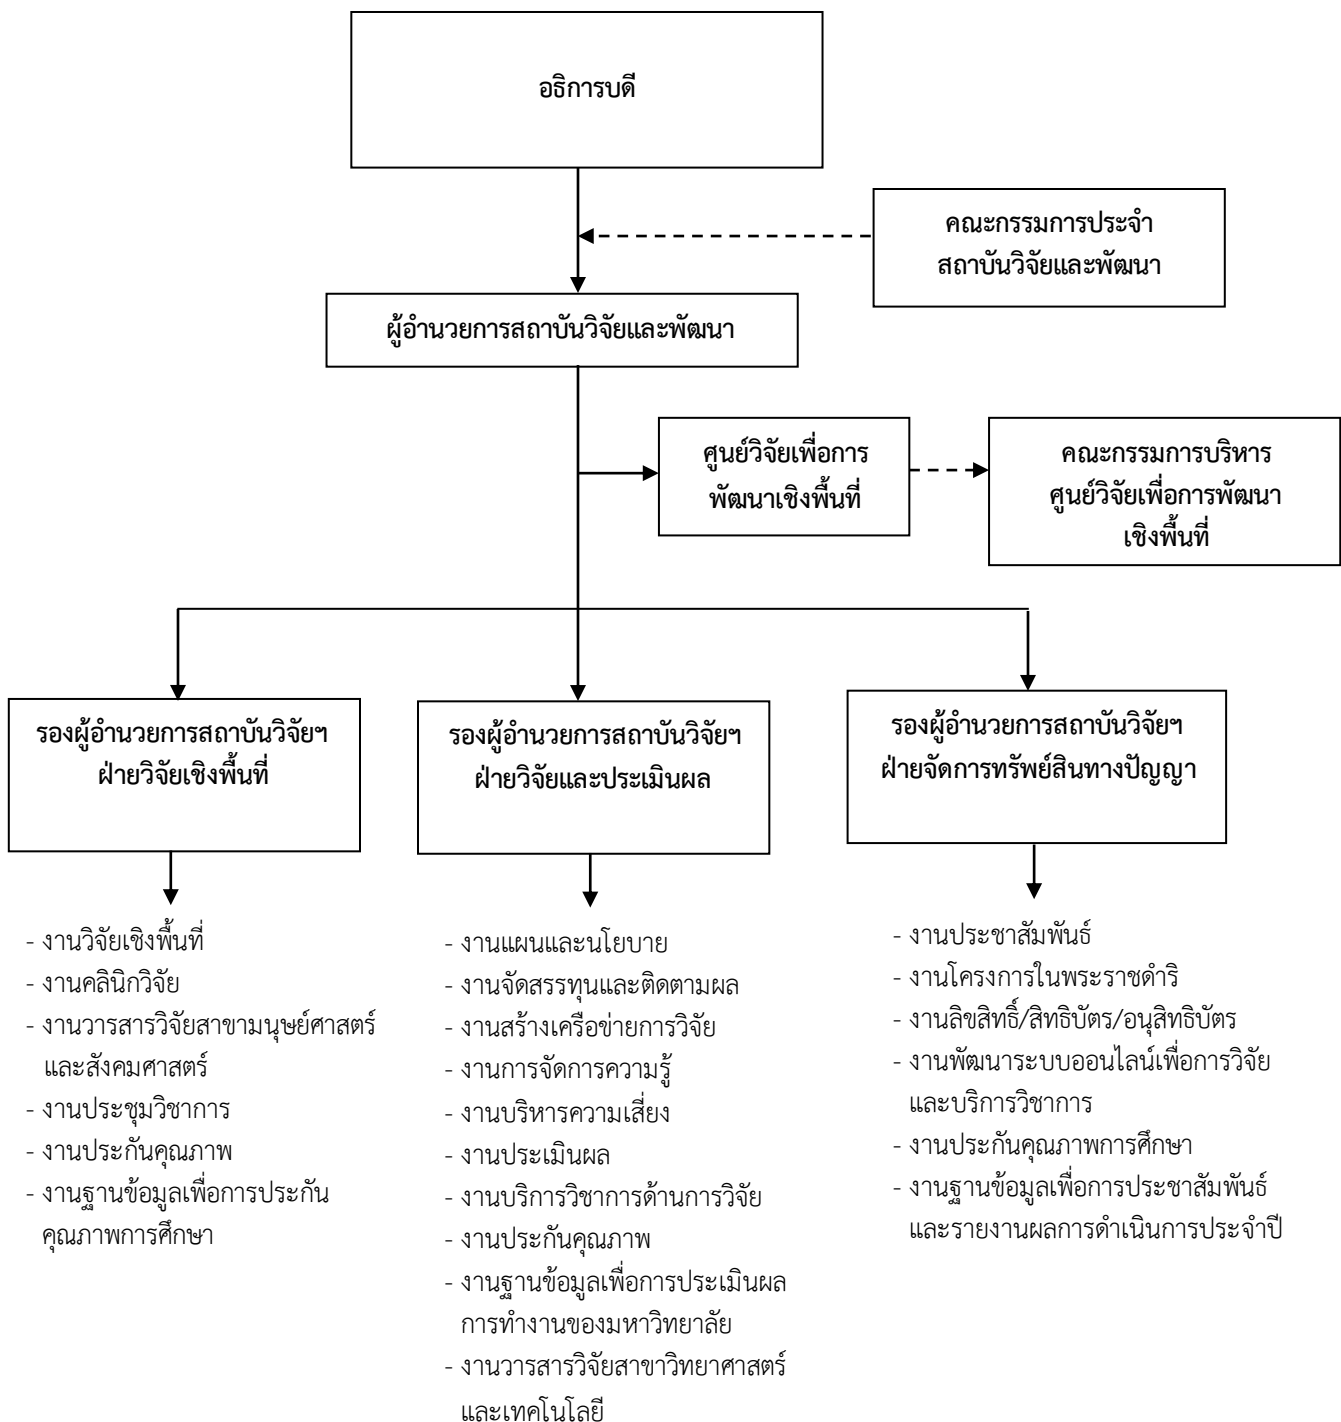 อธิการบดี
คณะกรรมการประจำ
สถาบันวิจัยและพัฒนา
ผู้อำนวยการสถาบันวิจัยและพัฒนา
ศูนย์วิจัยเพื่อการ
พัฒนาเชิงพื้นที่
คณะกรรมการบริหาร
ศูนย์วิจัยเพื่อการพัฒนา
เชิงพื้นที่
รองผู้อำนวยการสถาบันวิจัยฯ
ฝ่ายวิจัยเชิงพื้นที่
- งานวิจัยเชิงพื้นที่
- งานคลินิกวิจัย
- งานวารสารวิจัยสาขามนุษย์ศาสตร์
และสังคมศาสตร์
- งานประชุมวิชาการ
- งานประกันคุณภาพ
- งานฐานข้อมูลเพื่อการประกัน
คุณภาพการศึกษา
รองผู้อำนวยการสถาบันวิจัยฯ
ฝ่ายวิจัยและประเมินผล
- งานแผนและนโยบาย
- งานจัดสรรทุนและติดตามผล
- งานสร้างเครือข่ายการวิจัย
- งานการจัดการความรู้
- งานบริหารความเสี่ยง
- งานประเมินผล
- งานบริการวิชาการด้านการวิจัย
- งานประกันคุณภาพ
- งานฐานข้อมูลเพื่อการประเมินผล
การทำงานของมหาวิทยาลัย
- งานวารสารวิจัยสาขาวิทยาศาสตร์
และเทคโนโลยี
รองผู้อำนวยการสถาบันวิจัยฯ
ฝ่ายจัดการทรัพย์สินทางปัญญา
- งานประชาสัมพันธ์
- งานโครงการในพระราชดำริ
- งานลิขสิทธิ์/สิทธิบัตร/อนุสิทธิบัตร
- งานพัฒนาระบบออนไลน์เพื่อการวิจัย
และบริการวิชาการ
- งานประกันคุณภาพการศึกษา
- งานฐานข้อมูลเพื่อการประชาสัมพันธ์
และรายงานผลการดำเนินการประจำปี